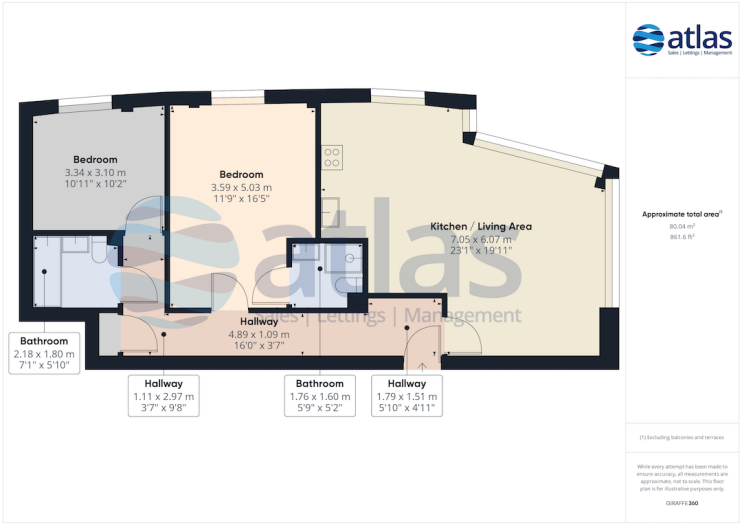 atlas
Sales | Lettings | Management
Bedroom
3.34 x 3.10 m
10'11" x 10'2"
Bedroom
3.59 x 5.03 m
11'9" x 16'5"
Kitchen / Living Area
7.05 x 6.07 m
23'1" x 19'11"
atlas
Sales | Lettings | Management
Hallway
4.89 x 1.09 m
16'0" x 3'7"
Bathroom
2.18 x 1.80 m
7'1" x 5'10"
Hallway
1.11 x 2.97 m
3'7" x 9'8"
Bathroom
1.76 x 1.60 m
5'9" x 5'2"
Hallway
1.79 x 1.51 m
5'10" x 4'11"
Approximate total area(1)
80.04 m²
861.6 ft²
(1) Excluding balconies and terraces
While every attempt has been made to
ensure accuracy, all measurements are
approximate, not to scale. This floor
plan is for illustrative purposes only.
GIRAFFE360